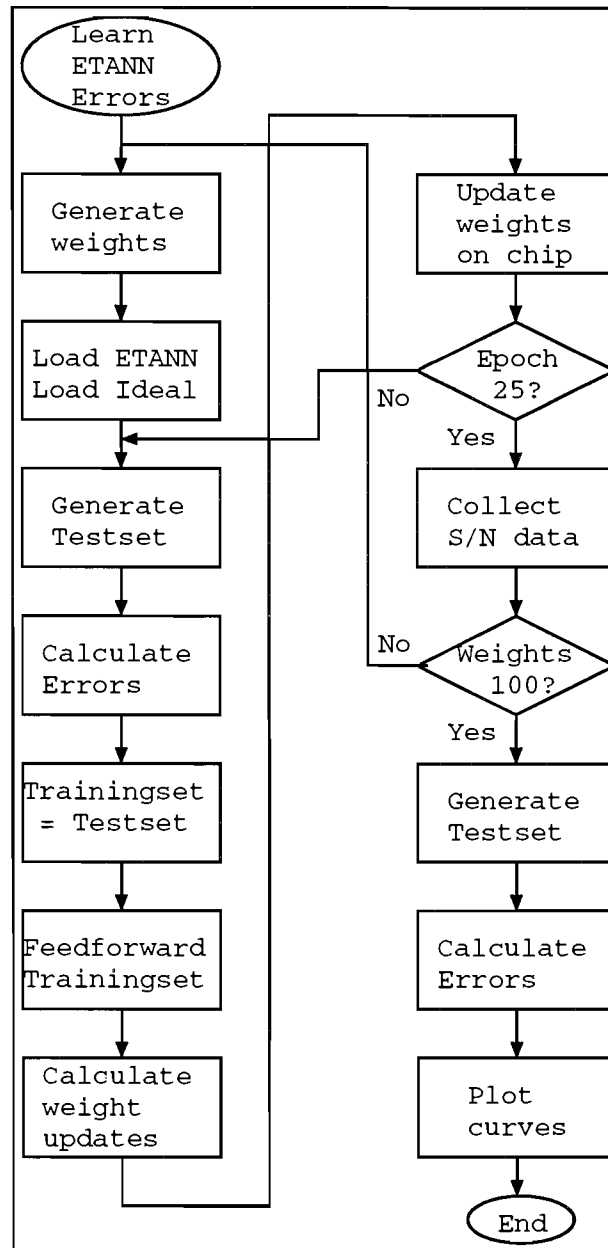 Learn
ETANN
Errors
Generate
weights
Load ETANN
Load Ideal
Generate
Testset
Calculate
Errors
Trainingset
= Testset
Feedforward
Trainingset
Calculate
weight
updates
Update
weights
on chip
Epoch
25?
No
Yes
Collect
S/N data
Weights
100?
No
Yes
Generate
Testset
Calculate
Errors
Plot
curves
End